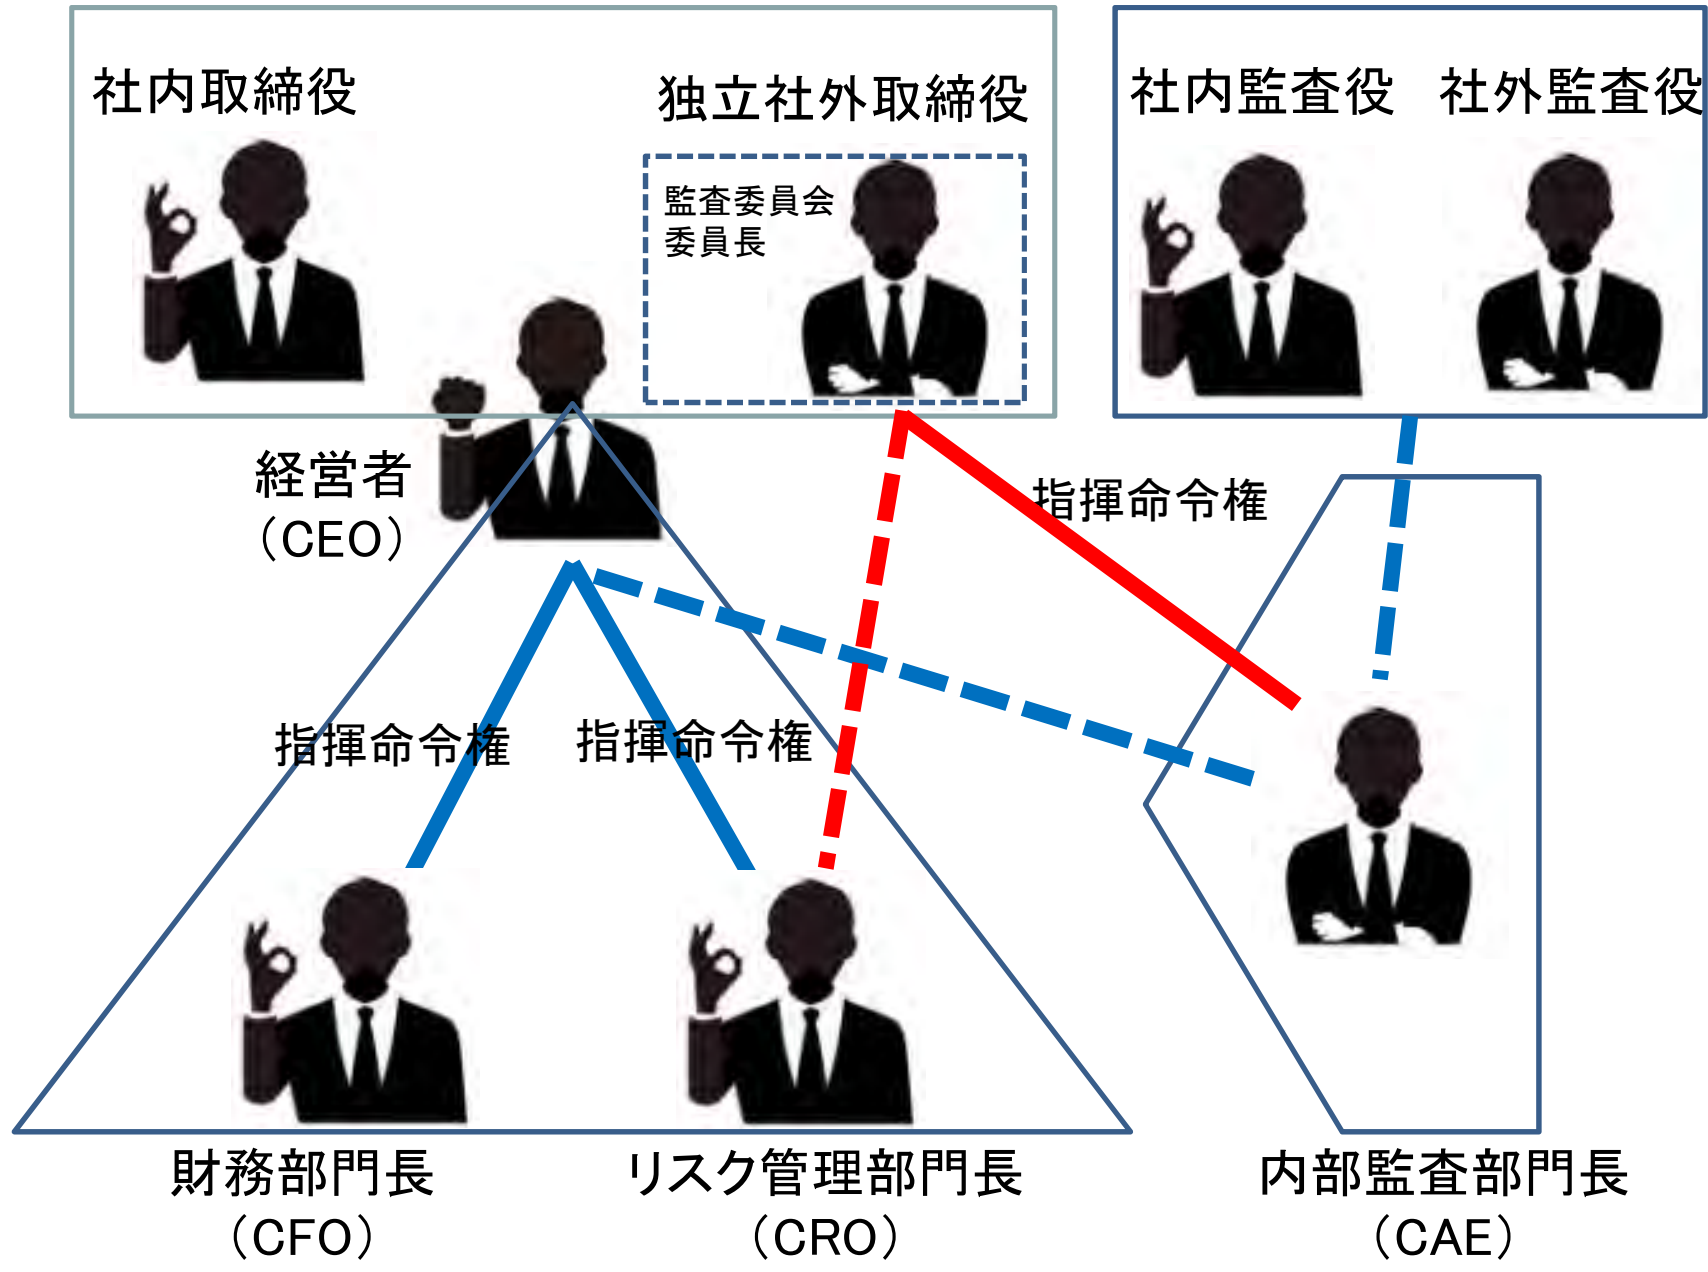 社内取締役
独立社外取締役
社内監査役
社外監査役
監査委員会
委員長
経営者
（CEO）
指揮命令権
指揮命令権
指揮命令権
財務部門長
（CFO）
リスク管理部門長
（CRO）
内部監査部門長
（CAE）